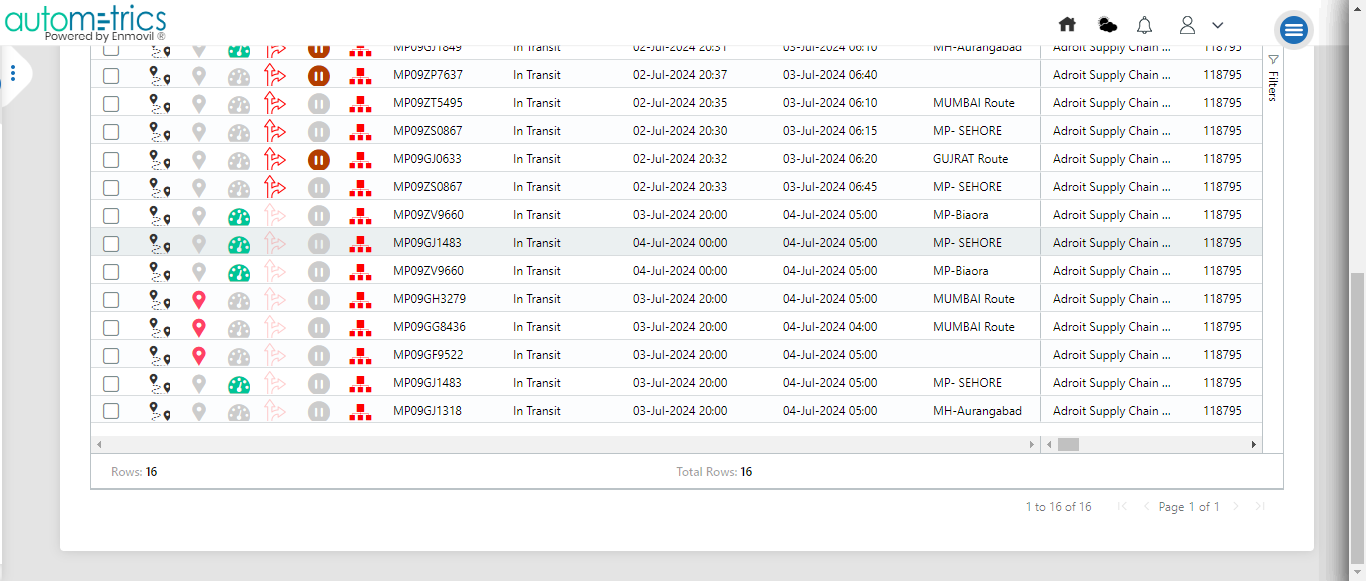 autometrics
Powered by Enmovil ®
MP09GJ1849 In Transit 02-Jul-2024 20:31 03-Jul-2024 06:10 MH-Aurangabad Adroit Supply Chain ... 118795
MP09ZP7637 In Transit 02-Jul-2024 20:37 03-Jul-2024 06:40 Adroit Supply Chain ... 118795
Filters
MP09ZT5495 In Transit 02-Jul-2024 20:35 03-Jul-2024 06:10 MUMBAI Route Adroit Supply Chain ... 118795
MP09ZS0867 In Transit 02-Jul-2024 20:30 03-Jul-2024 06:15 MP- SEHORE Adroit Supply Chain ... 118795
MP09GJ0633 In Transit 02-Jul-2024 20:32 03-Jul-2024 06:20 GUJRAT Route Adroit Supply Chain ... 118795
MP09ZS0867 In Transit 02-Jul-2024 20:33 03-Jul-2024 06:45 MP- SEHORE Adroit Supply Chain ... 118795
MP09ZV9660 In Transit 03-Jul-2024 20:00 04-Jul-2024 05:00 MP-Biaora Adroit Supply Chain ... 118795
MP09GJ1483 In Transit 04-Jul-2024 00:00 04-Jul-2024 05:00 MP- SEHORE Adroit Supply Chain ... 118795
MP09ZV9660 In Transit 04-Jul-2024 00:00 04-Jul-2024 05:00 MP-Biaora Adroit Supply Chain ... 118795
MP09GH3279 In Transit 03-Jul-2024 20:00 04-Jul-2024 05:00 MUMBAI Route Adroit Supply Chain ... 118795
MP09GG8436 In Transit 03-Jul-2024 20:00 04-Jul-2024 04:00 MUMBAI Route Adroit Supply Chain ... 118795
MP09GF9522 In Transit 03-Jul-2024 20:00 04-Jul-2024 05:00 Adroit Supply Chain ... 118795
MP09GJ1483 In Transit 03-Jul-2024 20:00 04-Jul-2024 05:00 MP- SEHORE Adroit Supply Chain ... 118795
MP09GJ1318 In Transit 03-Jul-2024 20:00 04-Jul-2024 05:00 MH-Aurangabad Adroit Supply Chain ... 118795
Rows: 16 Total Rows: 16
1 to 16 of 16 Page 1 of 1